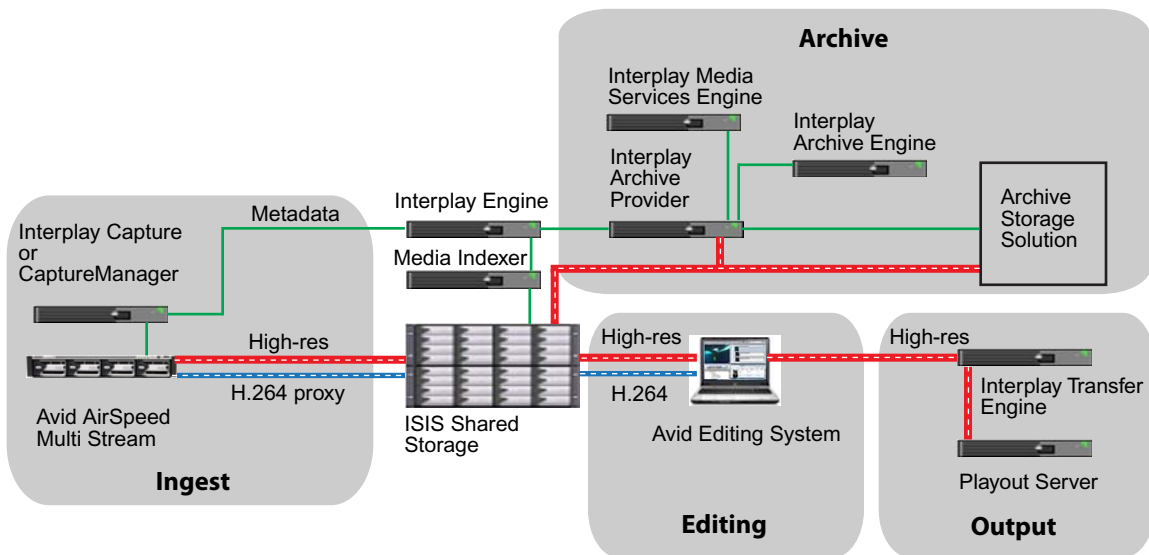 Archive
Interplay Media
Services Engine
Interplay
Archive Engine
Interplay
Archive
Provider
Archive
Storage
Solution
Interplay Engine
Media Indexer
Metadata
Interplay Capture
or
CaptureManager
High-res
H.264 proxy
Avid AirSpeed
Multi Stream
Ingest
ISIS Shared
Storage
High-res
H.264
Avid Editing System
Editing
High-res
Interplay Transfer
Engine
Playout Server
Output